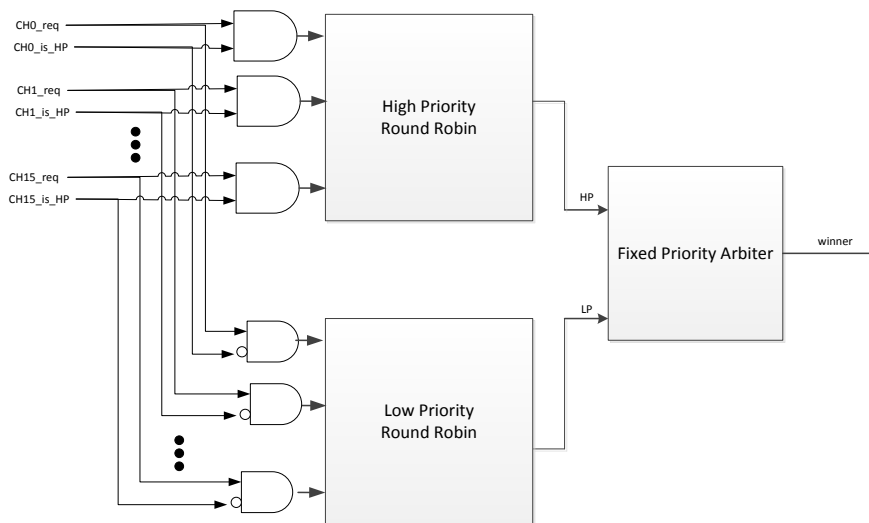 CH0_req
CH0_is_HP
CH1_req
CH1_is_HP
CH15_req
CH15_is_HP
High Priority
Round Robin
HP
Fixed Priority Arbiter
winner
LP
Low Priority
Round Robin